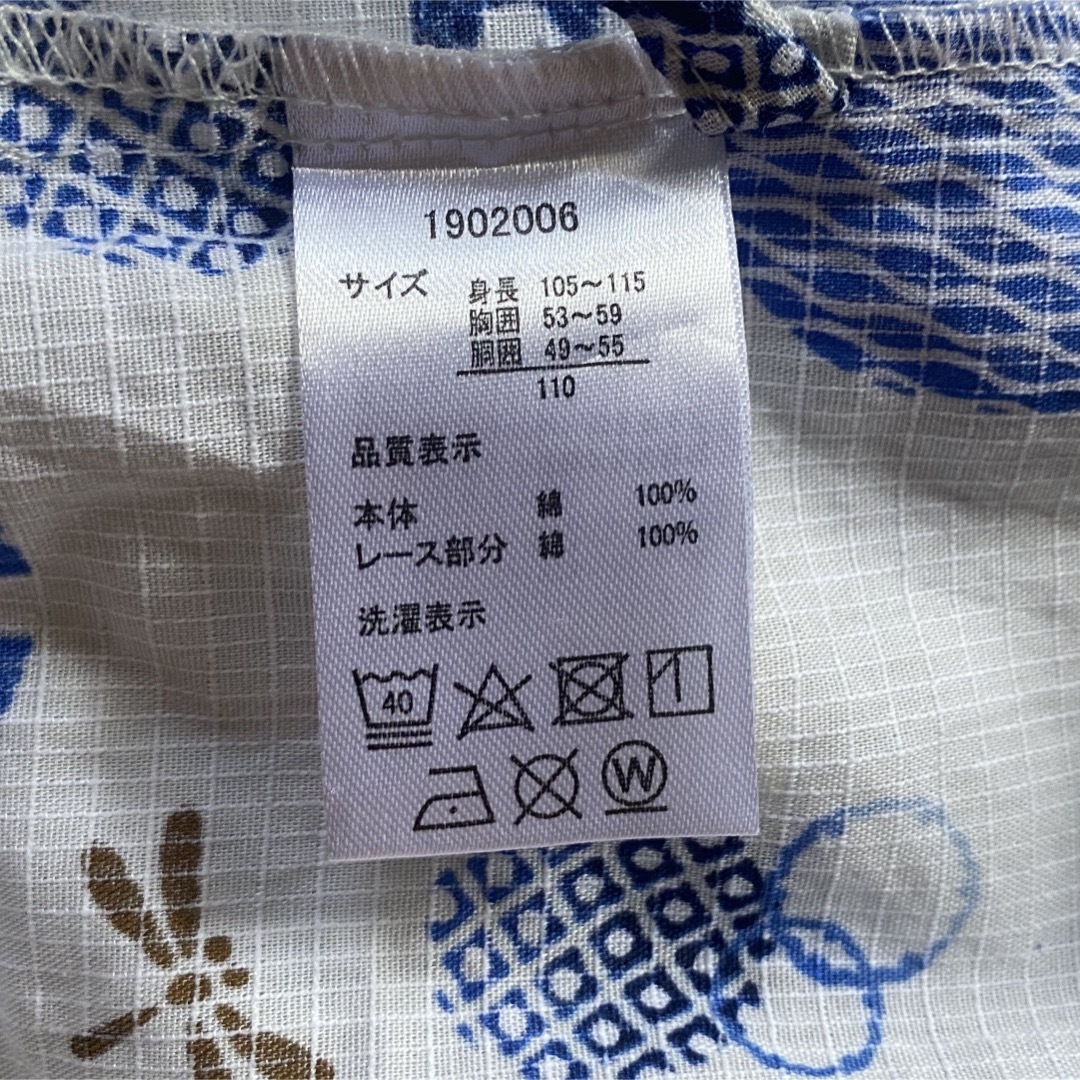 1902006
サイズ 身長 105～115
胸囲 53～59
胴囲 49～55
110
品質表示
本体 綿 100%
レース部分 綿 100%
洗濯表示
40
W